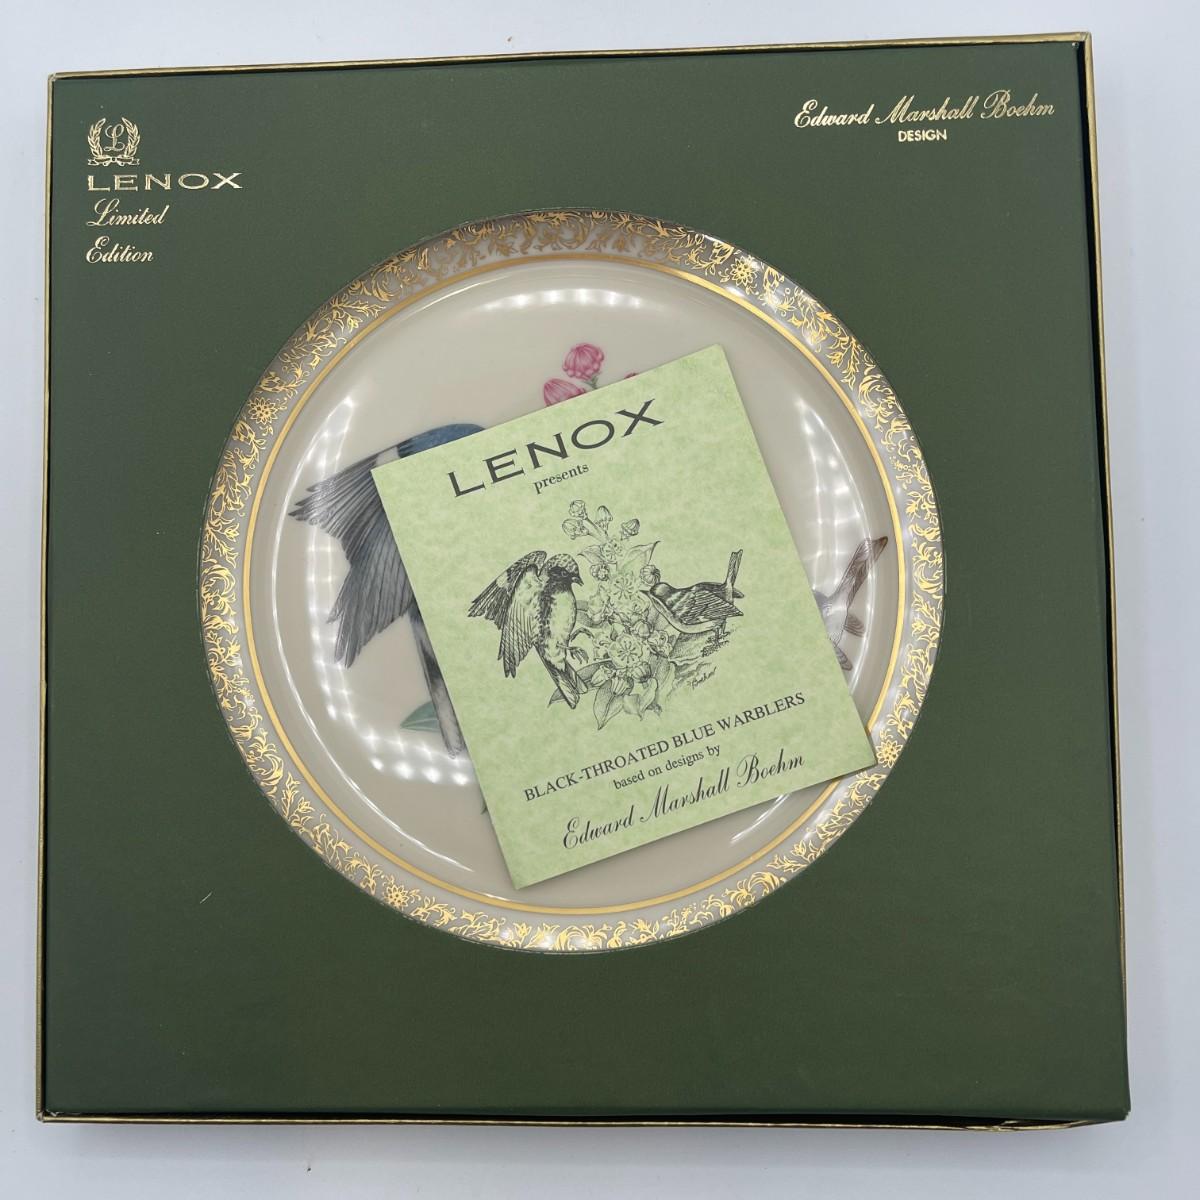 L
LENOX
Limited
Edition
Edward Marshall Boehm
DESIGN
LENOX
presents
Boehm
BLACK-THROATED BLUE WARBLERS
based on designs by
Edward Marshall Boehm